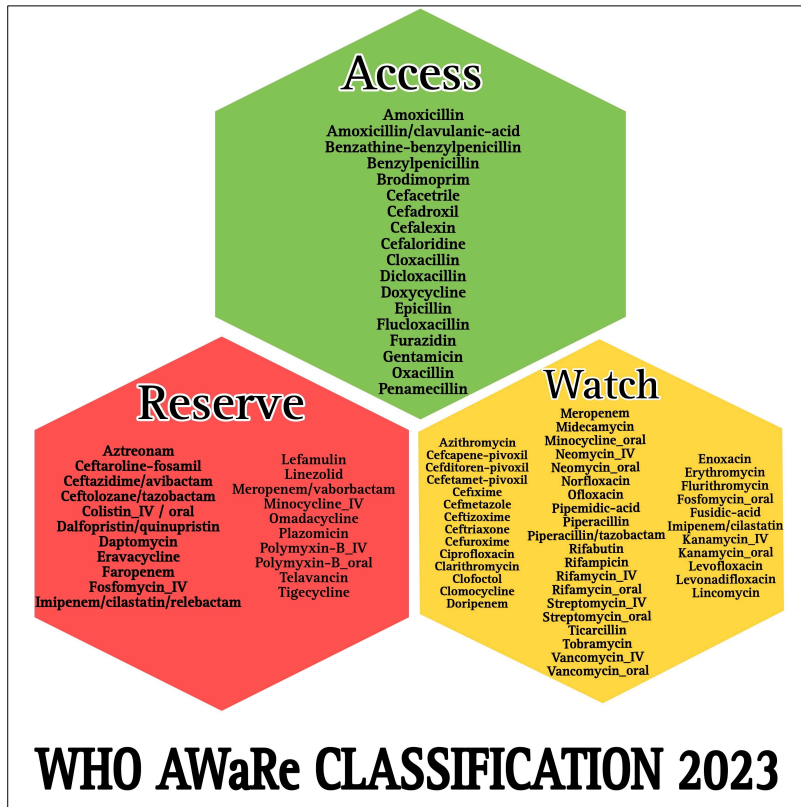 Access
Amoxicillin
Amoxicillin/clavulanic-acid
Benzathine-benzylpenicillin
Benzylpenicillin
Brodimoprim
Cefacetrile
Cefadroxil
Cefalexin
Cefaloridine
Cloxacillin
Dicloxacillin
Doxycycline
Epicillin
Flucloxacillin
Furazidin
Gentamicin
Oxacillin
Penamecillin
Reserve
Aztreonam
Ceftaroline-fosamil
Ceftazidime/avibactam
Ceftolozane/tazobactam
Colistin_IV / oral
Dalfopristin/quinupristin
Daptomycin
Eravacycline
Faropenem
Fosfomycin_IV
Imipenem/cilastatin/relebactam
Lefamulin
Linezolid
Meropenem/vaborbactam
Minocycline_IV
Omadacycline
Plazomicin
Polymyxin-B_IV
Polymyxin-B_oral
Telavancin
Tigecycline
Watch
Azithromycin
Cefcapene-pivoxil
Cefditoren-pivoxil
Cefetamet-pivoxil
Cefixime
Cefmetazole
Ceftizoxime
Ceftriaxone
Cefuroxime
Ciprofloxacin
Clarithromycin
Clofoctol
Clomocycline
Doripenem
Meropenem
Midecamycin
Minocycline_oral
Neomycin_IV
Neomycin_oral
Norfloxacin
Ofloxacin
Pipemidic-acid
Piperacillin
Piperacillin/tazobactam
Rifabutin
Rifampicin
Rifamycin_IV
Rifamycin_oral
Streptomycin_IV
Streptomycin_oral
Ticarcillin
Tobramycin
Vancomycin_IV
Vancomycin_oral
Enoxacin
Erythromycin
Flurithromycin
Fosfomycin_oral
Fusidic-acid
Imipenem/cilastatin
Kanamycin_IV
Kanamycin_oral
Levofloxacin
Levonadifloxacin
Lincomycin
WHO AWaRe CLASSIFICATION 2023